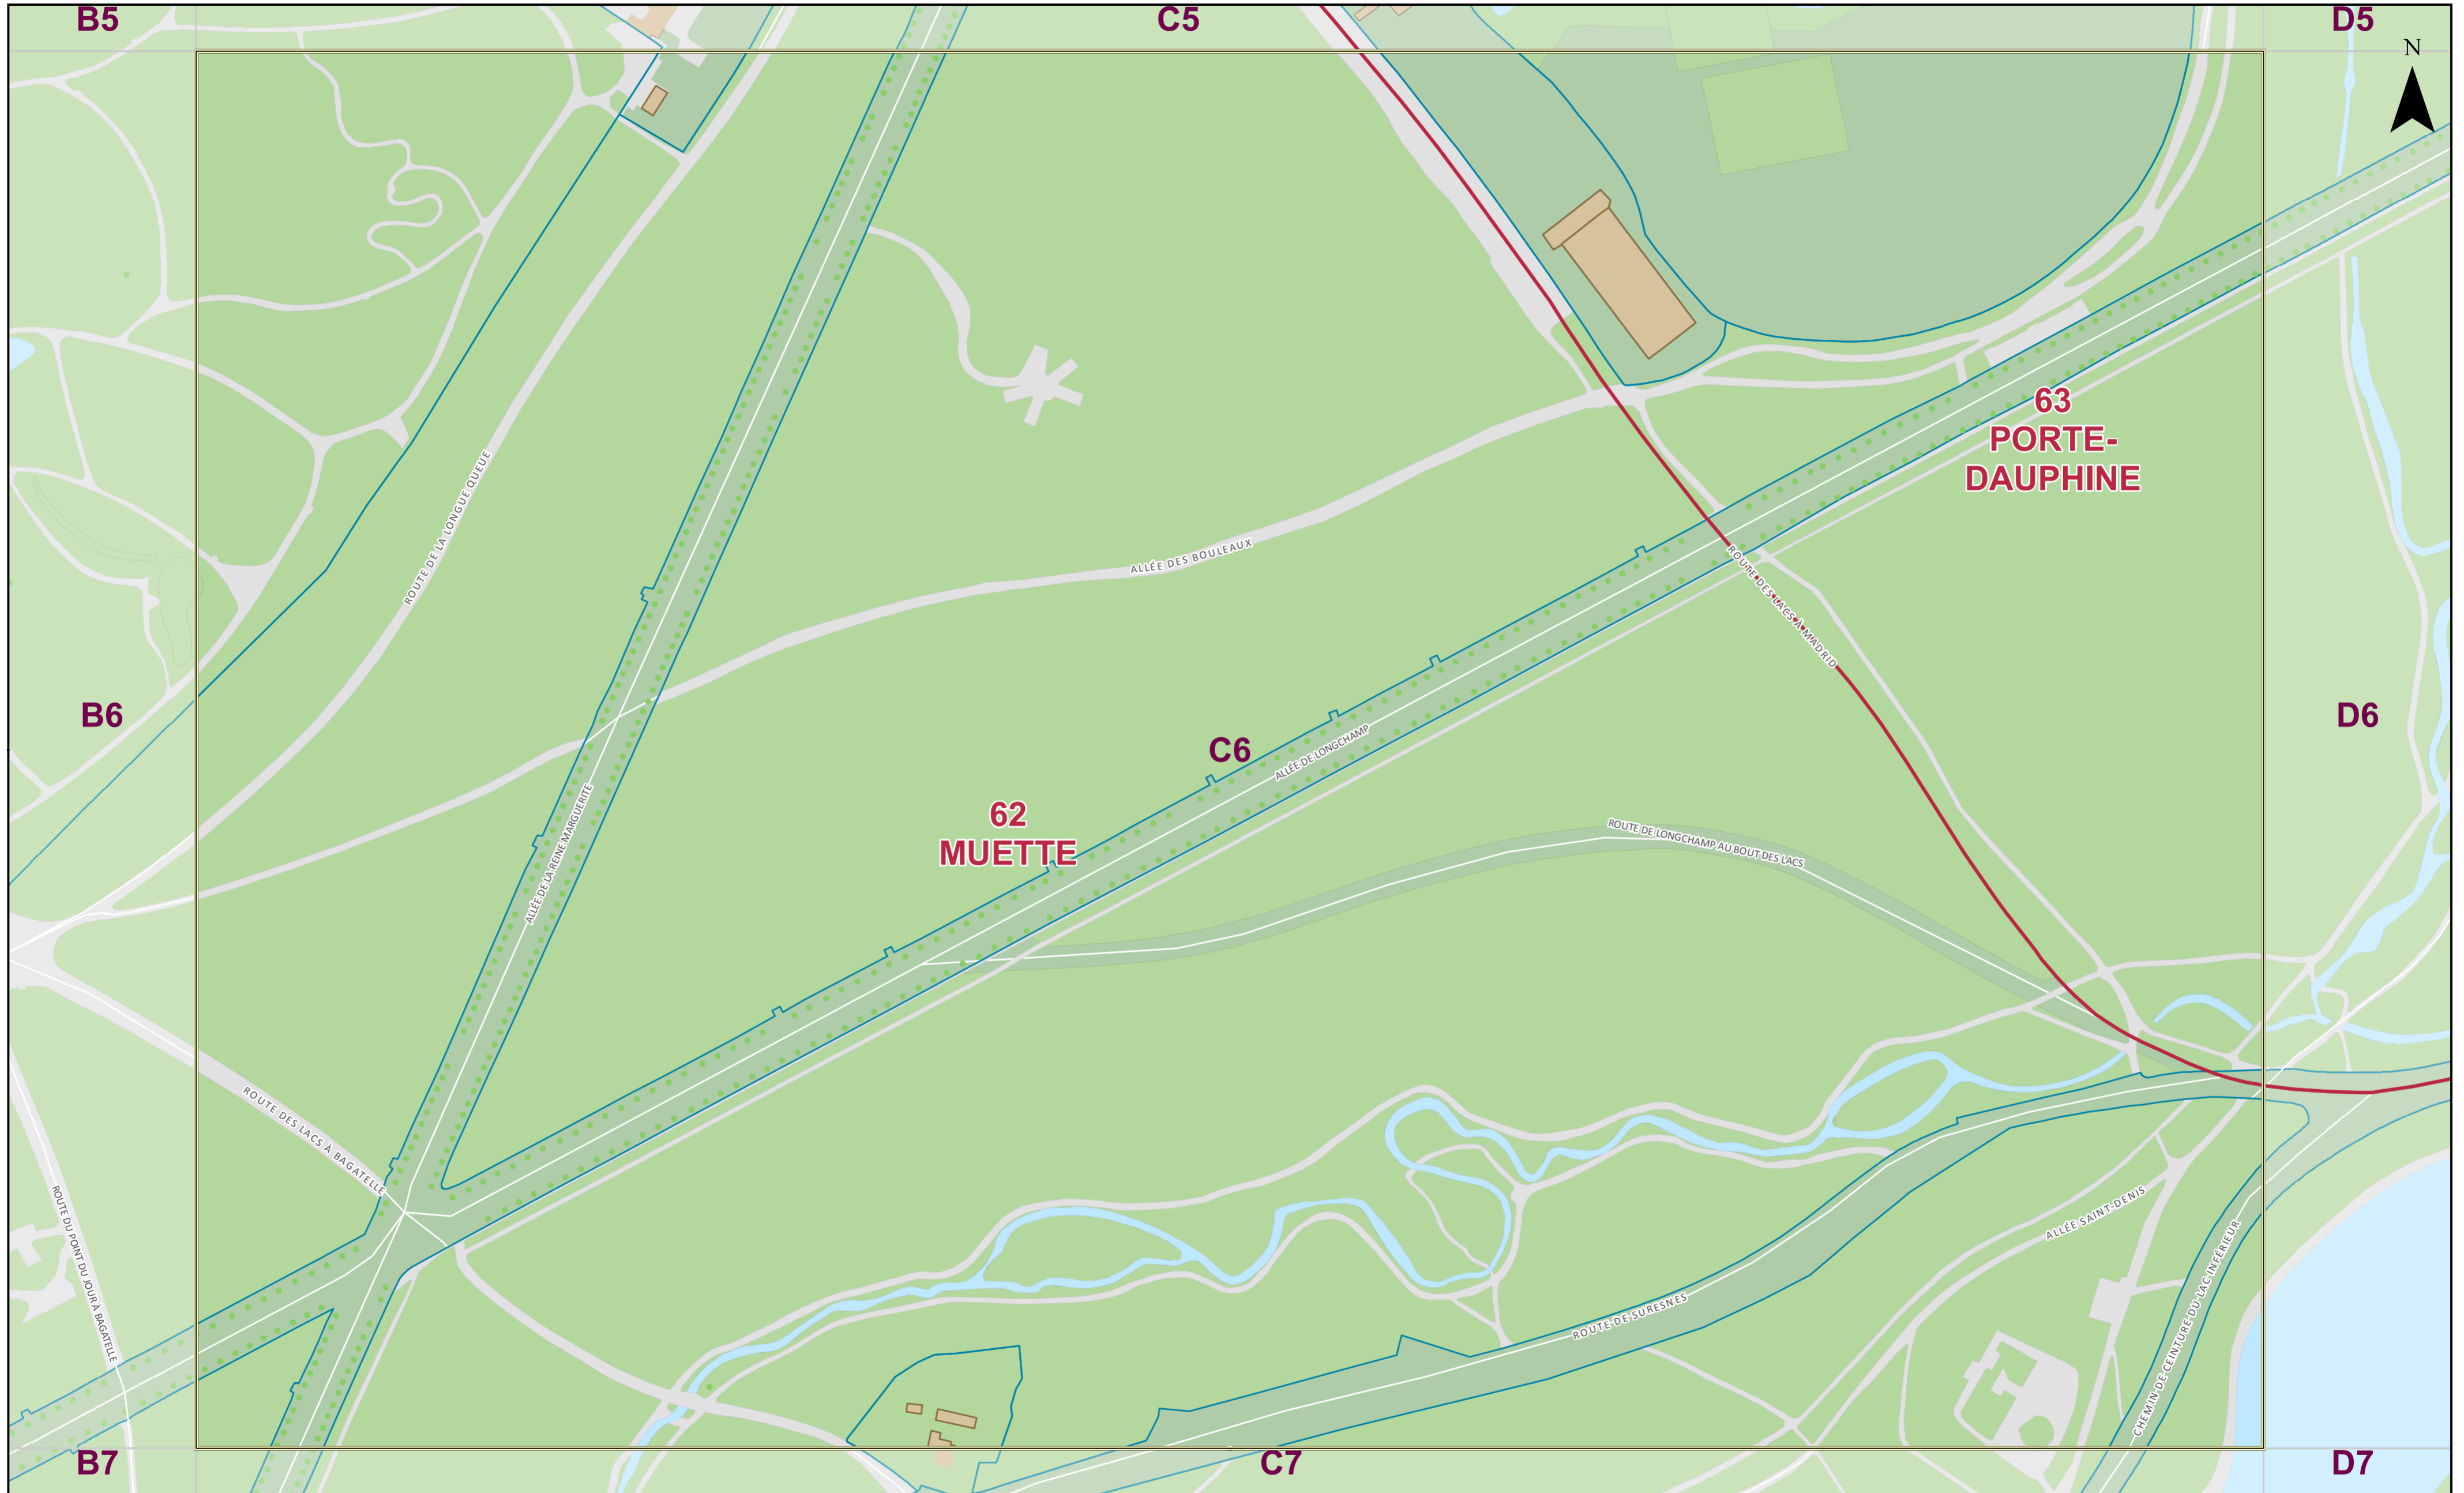 B5
C5
D5
N
63
PORTE-
DAUPHINE
ROUTE DE LA LONGUE QUEUE
ALLÉE DES BOULEAUX
ROUTE DES LACS À MADRID
B6
C6
D6
ALLÉE DE LONGCHAMP
ALLÉE DE LA REINE MARGUERITE
62
MUETTE
ROUTE DE LONGCHAMP AU BOUT DES LACS
ROUTE DES LACS À BAGATELLE
ROUTE DU POINT DU JOUR À BAGATELLE
ALLÉE SAINT-DENIS
CHEMIN DE CEINTURE DU LAC INFÉRIEUR
ROUTE DE SURESNES
B7
C7
D7